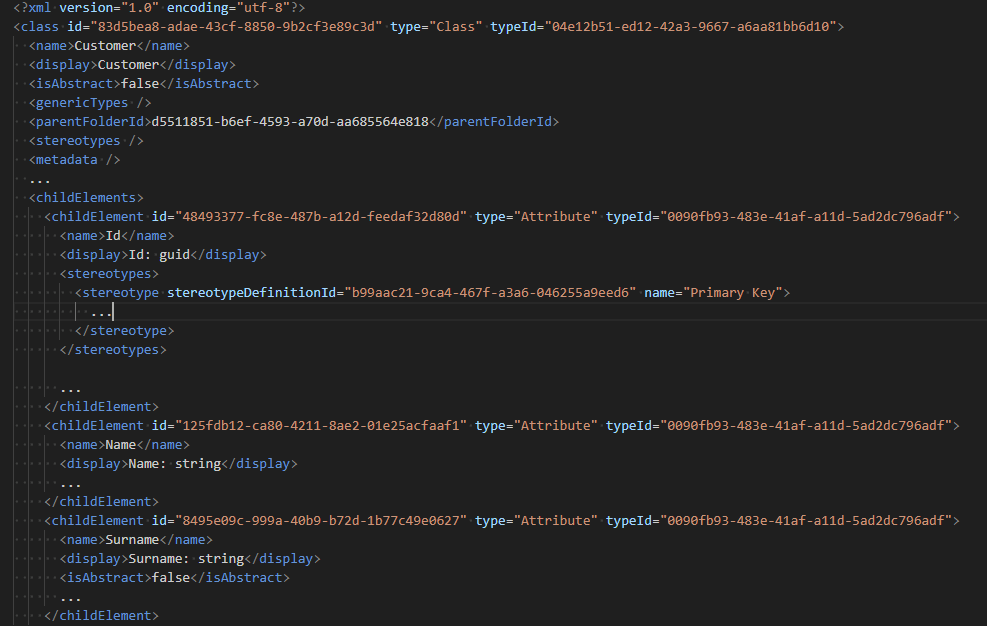 <?xml version="1.0" encoding="utf-8"?>
<class id="83d5bea8-adae-43cf-8850-9b2cf3e89c3d" type="Class" typeId="04e12b51-ed12-42a3-9667-a6aa81bb6d10">
<name>Customer</name>
<display>Customer</display>
<isAbstract>false</isAbstract>
<genericTypes />
<parentFolderId>d5511851-b6ef-4593-a70d-aa685564e818</parentFolderId>
<stereotypes />
<metadata />
...
<childElements>
<childElement id="48493377-fc8e-487b-a12d-feedaf32d80d" type="Attribute" typeId="0090fb93-483e-41af-a11d-5ad2dc796adf">
<name>Id</name>
<display>Id: guid</display>
<stereotypes>
<stereotype stereotypeDefinitionId="b99aac21-9ca4-467f-a3a6-046255a9eed6" name="Primary Key">
...
</stereotype>
</stereotypes>
...
</childElement>
<childElement id="125fdb12-ca80-4211-8ae2-01e25acfaaf1" type="Attribute" typeId="0090fb93-483e-41af-a11d-5ad2dc796adf">
<name>Name</name>
<display>Name: string</display>
...
</childElement>
<childElement id="8495e09c-999a-40b9-b72d-1b77c49e0627" type="Attribute" typeId="0090fb93-483e-41af-a11d-5ad2dc796adf">
<name>Surname</name>
<display>Surname: string</display>
<isAbstract>false</isAbstract>
...
</childElement>